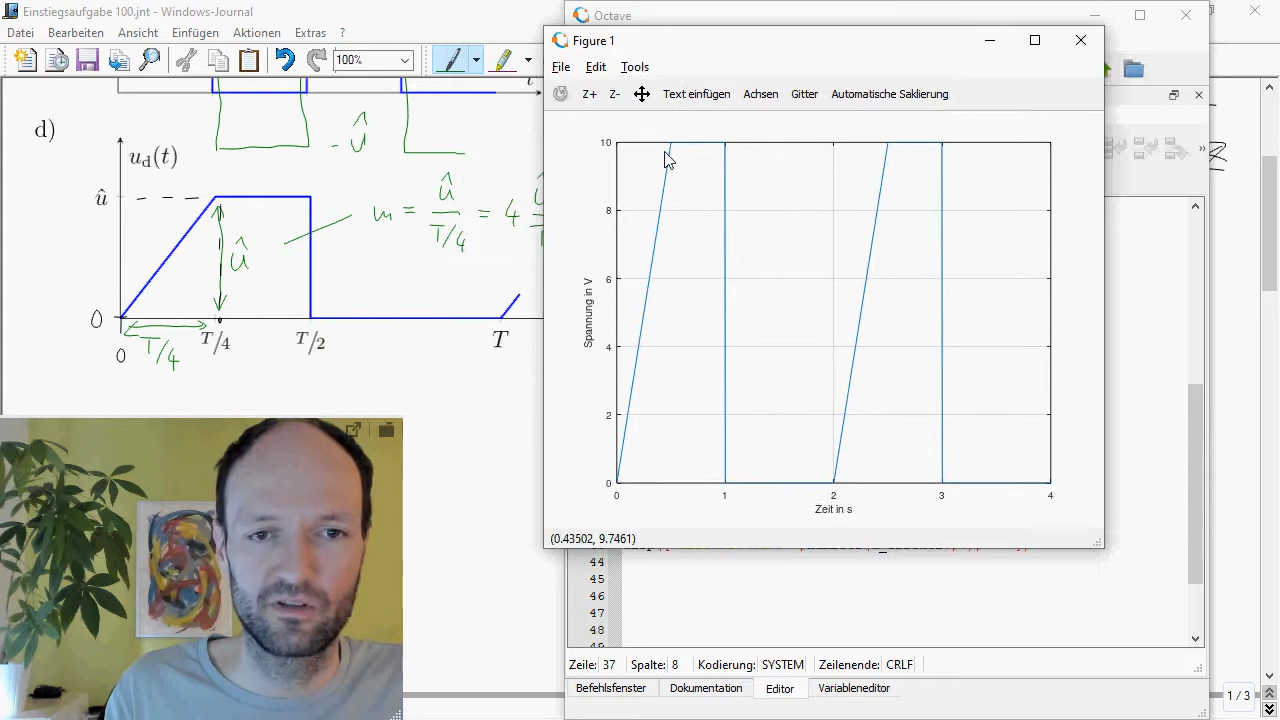 Einstiegsaufgabe 100.jnt - Windows-Journal
Datei Bearbeiten Ansicht Einfügen Aktionen Extras ?
100%
t
- û
d)
u_d(t)
û
û
m = û / T/4 = 4 û / T
0
0
T/4
T/4
T/2
T
Octave
Figure 1
File Edit Tools
Z+ Z- Text einfügen Achsen Gitter Automatische Saklierung
10
8
6
4
2
0
Spannung in V
0 1 2 3 4
Zeit in s
(0.43502, 9.7461)
44
45
46
47
48
Zeile: 37 Spalte: 8 Kodierung: SYSTEM Zeilenende: CRLF
Befehlsfenster Dokumentation Editor Variableneditor
1 / 3